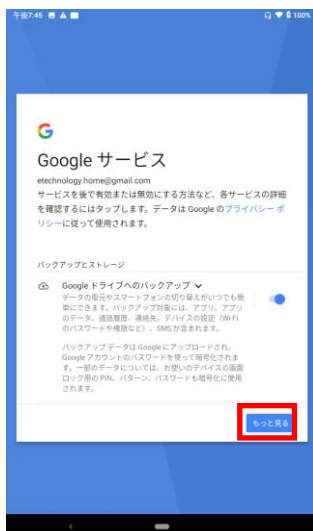 午後7:45 100%
G
Google サービス
etechnology.home@gmail.com
サービスを後で有効または無効にする方法など、各サービスの詳細
を確認するにはタップします。データは Google のプライバシー ポ
リシーに従って使用されます。
バックアップとストレージ
Google ドライブへのバックアップ
データの復元やスマートフォンの切り替えがいつでも簡
単にできます。バックアップ対象には、アプリ、アプリ
のデータ、通話履歴、連絡先、デバイスの設定（Wi-Fi
のパスワードや権限など）、SMS が含まれます。
バックアップ データは Google にアップロードされ、
Google アカウントのパスワードを使って暗号化されま
す。一部のデータについては、お使いのデバイスの画面
ロック用の PIN、パターン、パスワードも暗号化に使用
されます。
もっと見る